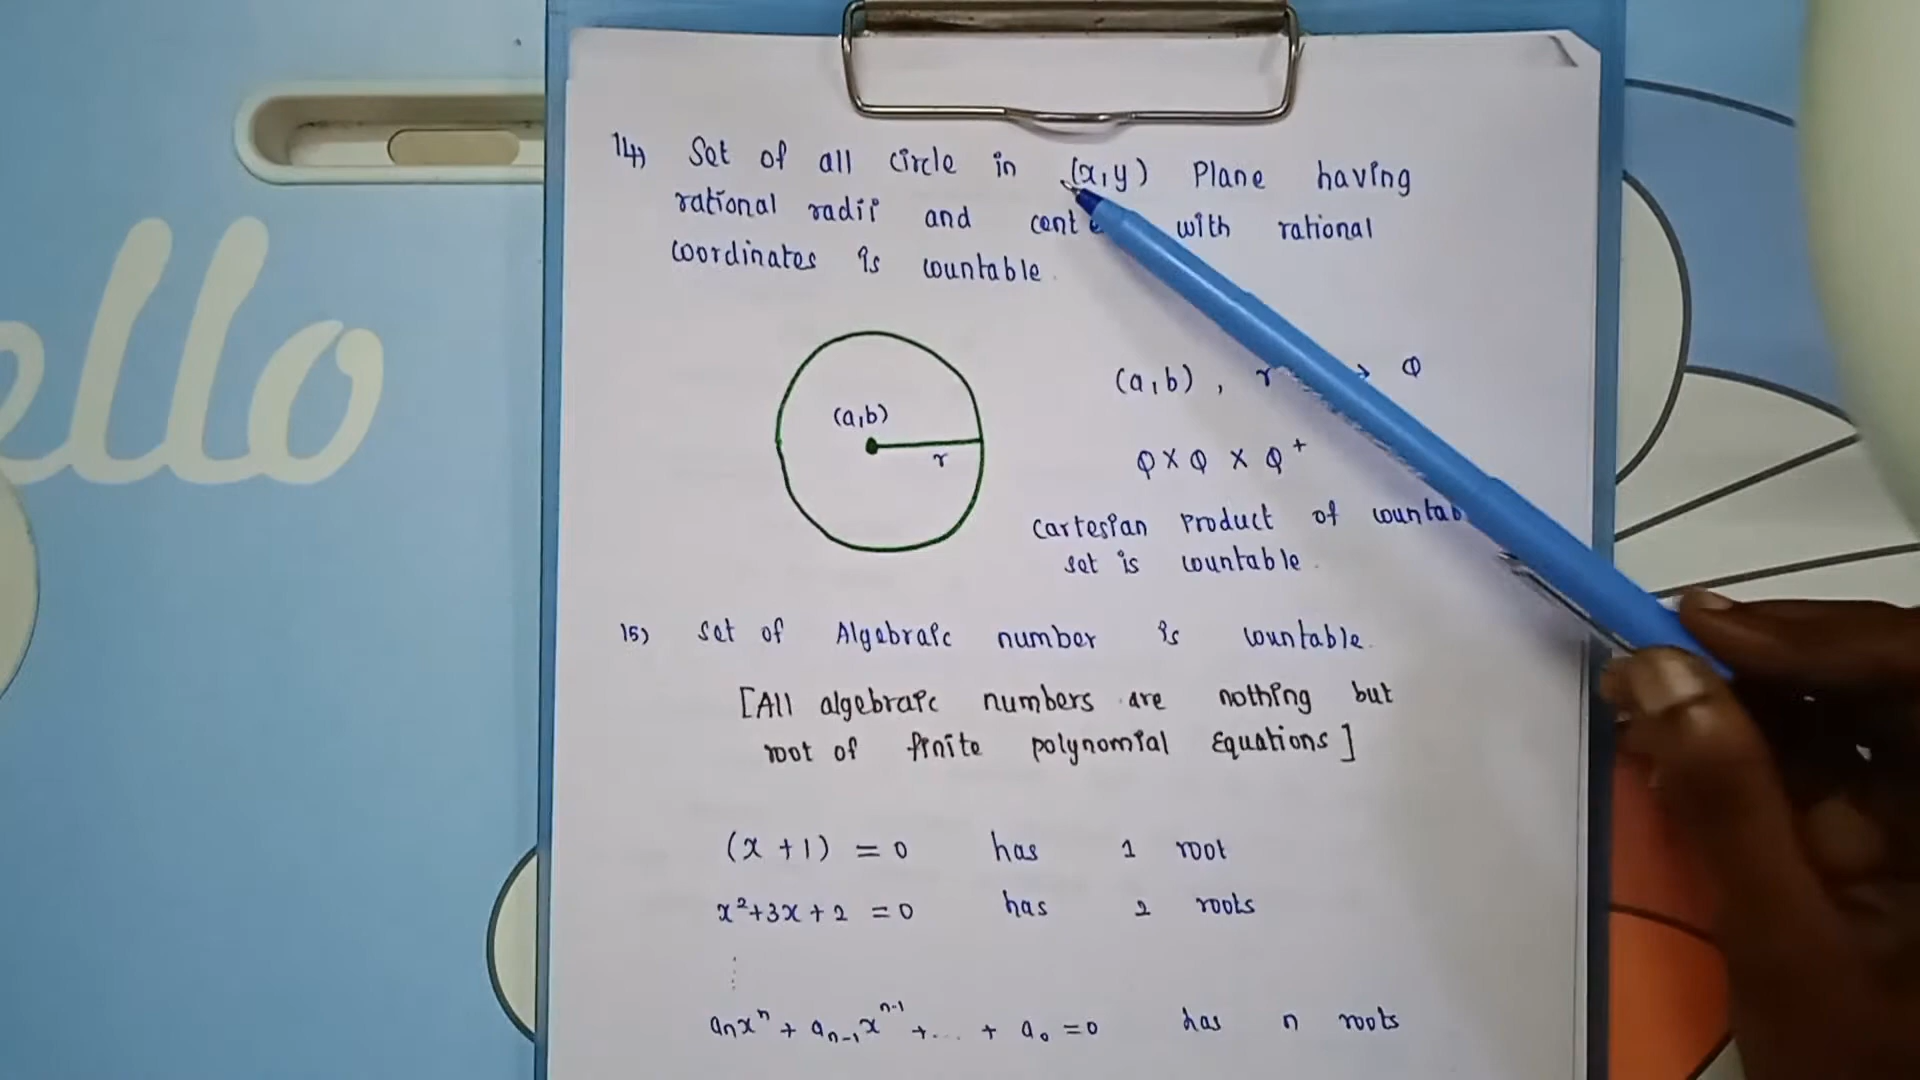 14) Set of all circle in (x,y) Plane having
rational radii and with rational
coordinates is countable.
(a,b)
r
(a,b), r → Q
Q X Q X Q+
Cartesian product of
set is countable.
15) Set of Algebraic number is countable.
[All algebraic numbers are nothing but
root of finite polynomial Equations]
(x + 1) = 0 has 1 root
x²+3x + 2 = 0 has 2 roots
⋮
aₙxⁿ + aₙ₋₁xⁿ⁻¹ + ... + a₀ = 0 has n roots
ello